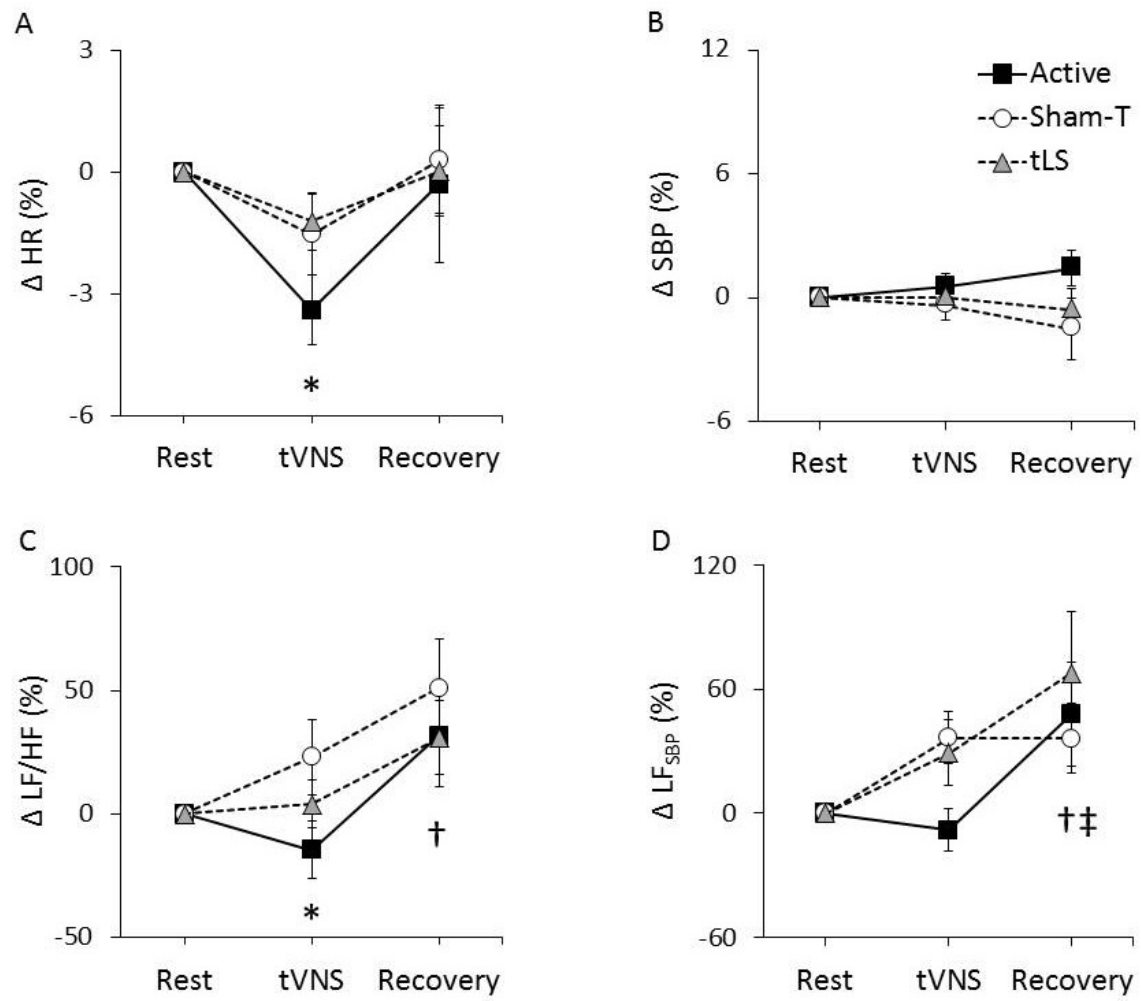 A
3
0
-3
-6
Δ HR (%)
Rest tVNS Recovery
*
B
12
6
0
-6
Δ SBP (%)
Active
Sham-T
tLS
Rest tVNS Recovery
C
100
50
0
-50
Δ LF/HF (%)
†
*
Rest tVNS Recovery
D
120
60
0
-60
Δ LFSBP (%)
†‡
Rest tVNS Recovery